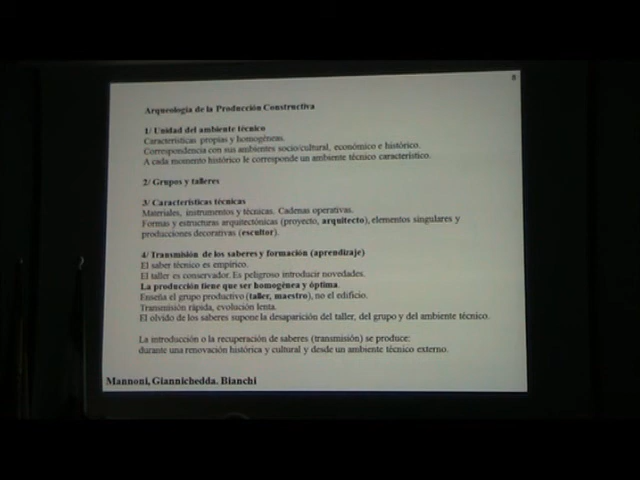 8
Arqueología de la Producción Constructiva
1/ Unidad del ambiente técnico
Características propias y homogéneas.
Correspondencia con sus ambientes socio/cultural, económico e histórico.
A cada momento histórico le corresponde un ambiente técnico característico.
2/ Grupos y talleres
3/ Características técnicas
Materiales, instrumentos y técnicas. Cadenas operativas.
Formas y estructuras arquitectónicas (proyecto, arquitecto), elementos singulares y
producciones decorativas (escultor).
4/ Transmisión de los saberes y formación (aprendizaje)
El saber técnico es empírico.
El taller es conservador. Es peligroso introducir novedades.
La producción tiene que ser homogénea y óptima.
Enseña el grupo productivo (taller, maestro), no el edificio.
Transmisión rápida, evolución lenta.
El olvido de los saberes supone la desaparición del taller, del grupo y del ambiente técnico.
La introducción o la recuperación de saberes (transmisión) se produce:
durante una renovación histórica y cultural y desde un ambiente técnico externo.
Mannoni, Giannichedda. Bianchi